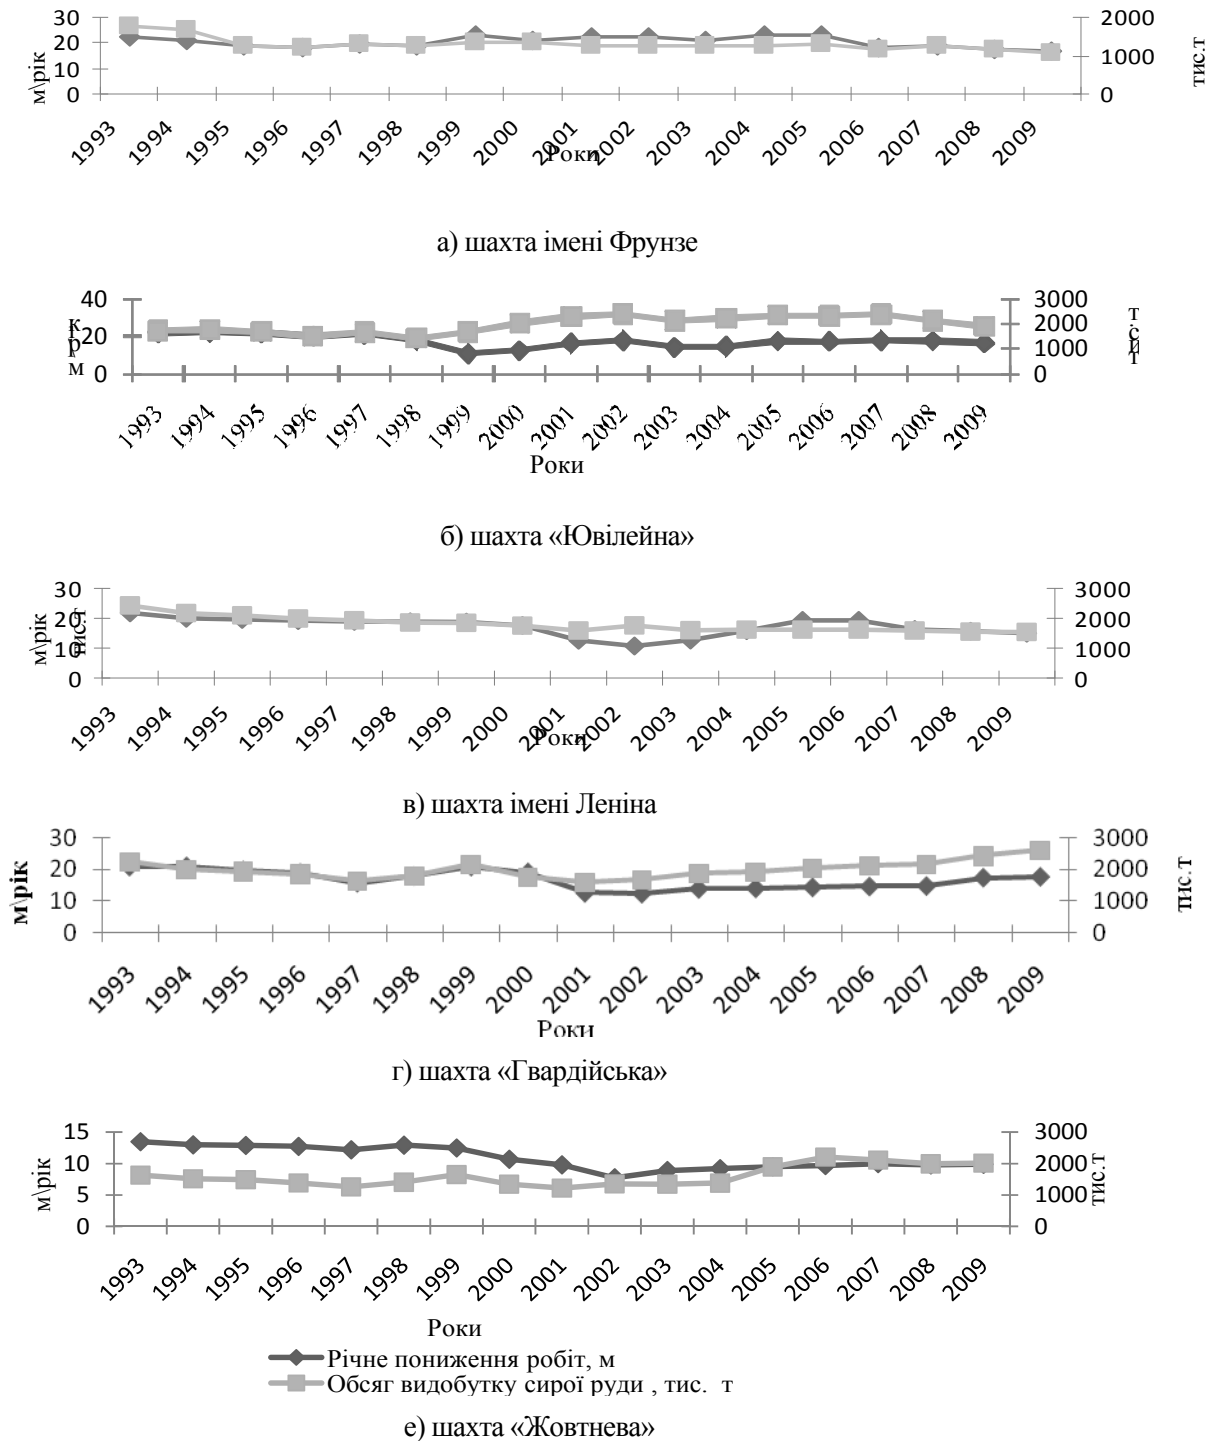 30
20
10
0
м\рік
2000
1000
0
тис.т
1993 1994 1995 1996 1997 1998 1999 2000 2001 2002 2003 2004 2005 2006 2007 2008 2009
Роки
а) шахта імені Фрунзе
40
20
0
3000
2000
1000
0
1993 1994 1995 1996 1997 1998 1999 2000 2001 2002 2003 2004 2005 2006 2007 2008 2009
Роки
б) шахта «Ювілейна»
30
20
10
0
м\рік
тис.т
3000
2000
1000
0
1993 1994 1995 1996 1997 1998 1999 2000 2001 2002 2003 2004 2005 2006 2007 2008 2009
Роки
в) шахта імені Леніна
30
20
10
0
м\рік
3000
2000
1000
0
тис.т
1993 1994 1995 1996 1997 1998 1999 2000 2001 2002 2003 2004 2005 2006 2007 2008 2009
Роки
г) шахта «Гвардійська»
15
10
5
0
м\рік
3000
2000
1000
0
тис.т
1993 1994 1995 1996 1997 1998 1999 2000 2001 2002 2003 2004 2005 2006 2007 2008 2009
Роки
Річне пониження робіт, м
Обсяг видобутку сирої руди , тис. т
е) шахта «Жовтнева»